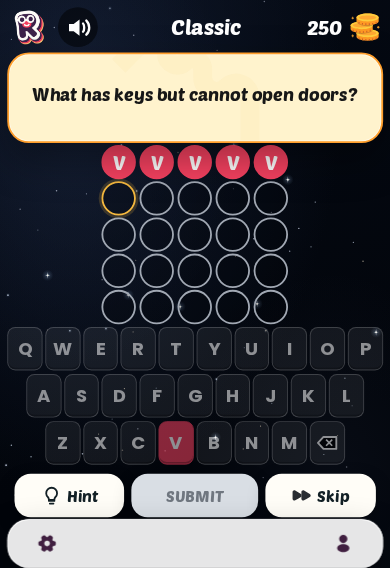 Classic
250
What has keys but cannot open doors?
V V V V V
Q W E R T Y U I O P
A S D F G H J K L
Z X C V B N M
Hint SUBMIT Skip